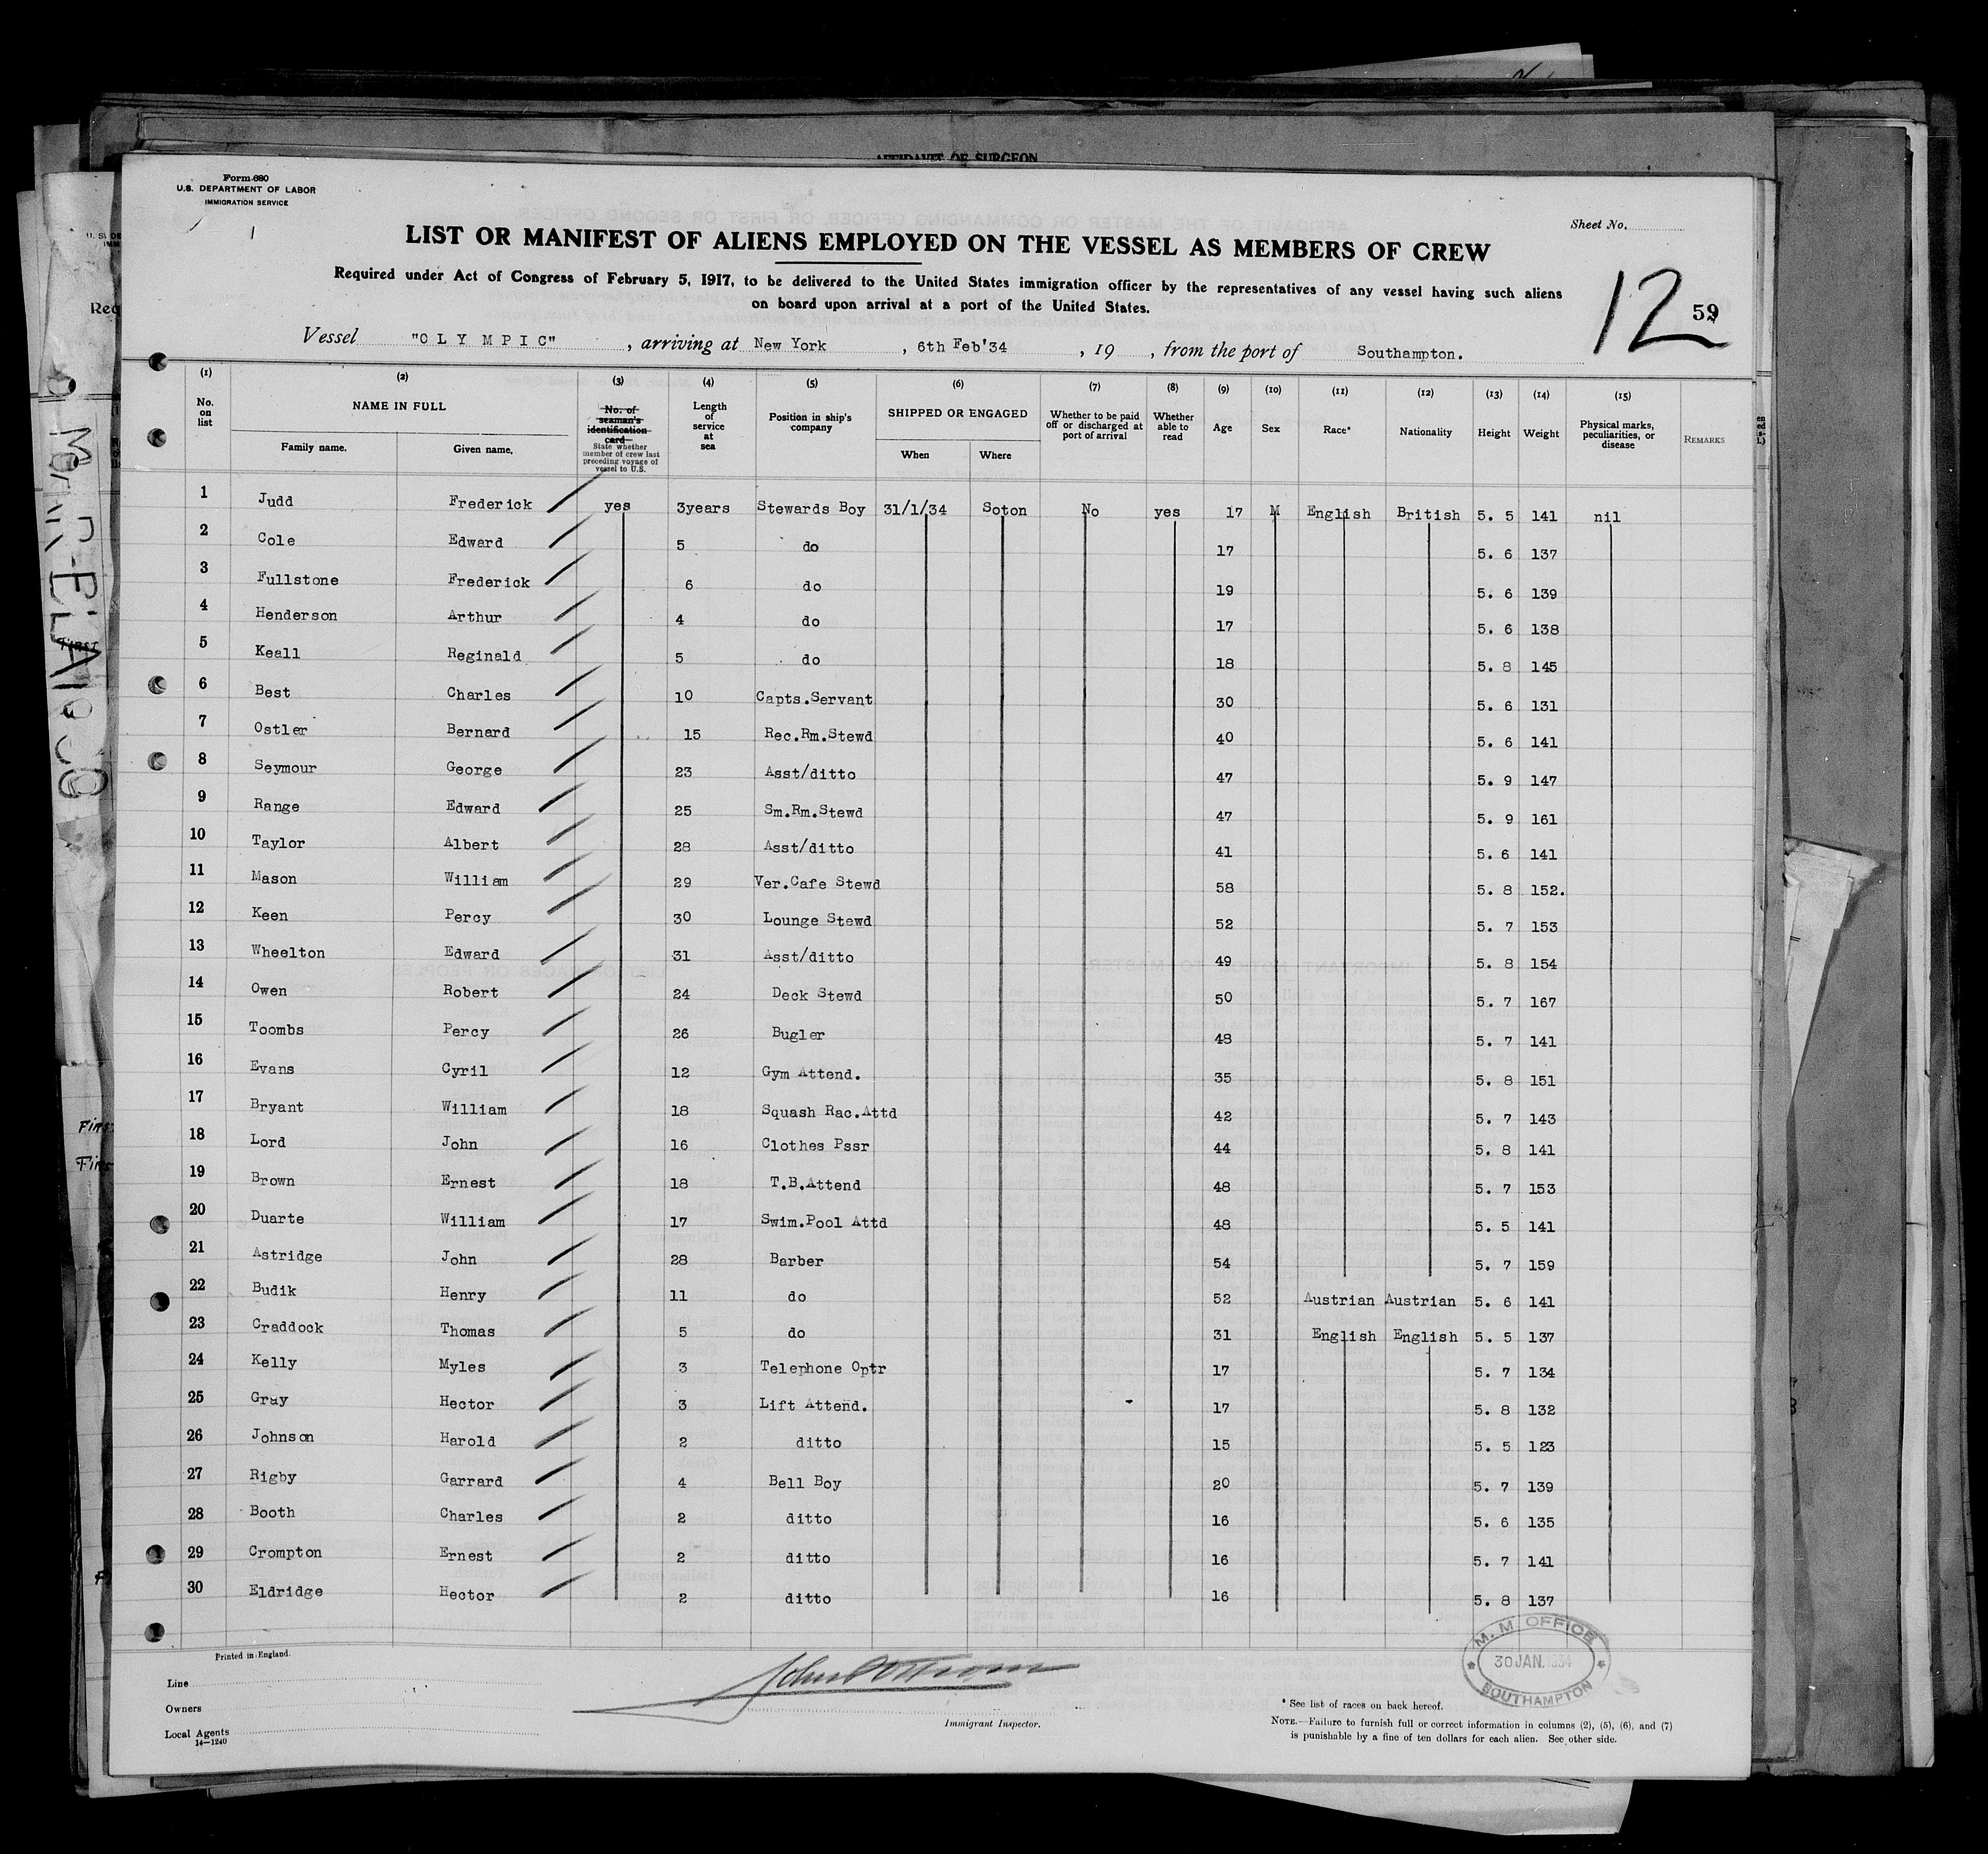 AFFIDAVIT OF SURGEON
Form 680
U.S. DEPARTMENT OF LABOR
IMMIGRATION SERVICE
Sheet No.
LIST OR MANIFEST OF ALIENS EMPLOYED ON THE VESSEL AS MEMBERS OF CREW
Required under Act of Congress of February 5, 1917, to be delivered to the United States immigration officer by the representatives of any vessel having such aliens
on board upon arrival at a port of the United States.
12 59
Vessel "OLYMPIC", arriving at New York, 6th Feb'34, 19 , from the port of Southampton.
(1) (2) (3) (4) (5) (6) (7) (8) (9) (10) (11) (12) (13) (14) (15)
No. on list NAME IN FULL Family name. Given name. No. of seaman's identification card State whether member of crew last preceding voyage of vessel to U.S. Length of service at sea Position in ship's company SHIPPED OR ENGAGED When Where Whether to be paid off or discharged at port of arrival Whether able to read Age Sex Race* Nationality Height Weight Physical marks, peculiarities, or disease REMARKS
1 Judd Frederick yes 3years Stewards Boy 31/1/34 Soton No yes 17 M English British 5. 5 141 nil
2 Cole Edward 5 do 17 5. 6 137
3 Fullstone Frederick 6 do 19 5. 6 139
4 Henderson Arthur 4 do 17 5. 6 138
5 Keall Reginald 5 do 18 5. 8 145
6 Best Charles 10 Capts.Servant 30 5. 6 131
7 Ostler Bernard 15 Rec.Rm.Stewd 40 5. 6 141
8 Seymour George 23 Asst/ditto 47 5. 9 147
9 Range Edward 25 Sm.Rm.Stewd 47 5. 9 161
10 Taylor Albert 28 Asst/ditto 41 5. 6 141
11 Mason William 29 Ver.Cafe Stewd 58 5. 8 152.
12 Keen Percy 30 Lounge Stewd 52 5. 7 153
13 Wheelton Edward 31 Asst/ditto 49 5. 8 154
14 Owen Robert 24 Deck Stewd 50 5. 7 167
15 Toombs Percy 26 Bugler 48 5. 7 141
16 Evans Cyril 12 Gym Attend. 35 5. 8 151
17 Bryant William 18 Squash Rac.Attd 42 5. 7 143
18 Lord John 16 Clothes Pssr 44 5. 8 141
19 Brown Ernest 18 T.B.Attend 48 5. 7 153
20 Duarte William 17 Swim.Pool Attd 48 5. 5 141
21 Astridge John 28 Barber 54 5. 7 159
22 Budik Henry 11 do 52 Austrian Austrian 5. 6 141
23 Craddock Thomas 5 do 31 English English 5. 5 137
24 Kelly Myles 3 Telephone Optr 17 5. 7 134
25 Gray Hector 3 Lift Attend. 17 5. 8 132
26 Johnson Harold 2 ditto 15 5. 5 123
27 Rigby Garrard 4 Bell Boy 20 5. 7 139
28 Booth Charles 2 ditto 16 5. 6 135
29 Crompton Ernest 2 ditto 16 5. 7 141
30 Eldridge Hector 2 ditto 16 5. 8 137
Printed in England.
Line
Owners
Local Agents
14—1240
Immigrant Inspector.
M. M. OFFICE
30 JAN. 1934
SOUTHAMPTON
* See list of races on back hereof.
NOTE.—Failure to furnish full or correct information in columns (2), (5), (6), and (7)
is punishable by a fine of ten dollars for each alien. See other side.